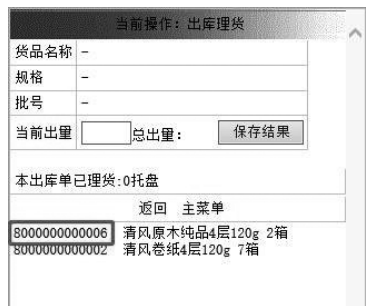 当前操作：出库理货
货品名称 -
规格 -
批号 -
当前出量 总出量： 保存结果
本出库单已理货:0托盘
返回 主菜单
8000000000006 清风原木纯品4层120g 2箱
8000000000002 清风卷纸4层120g 7箱